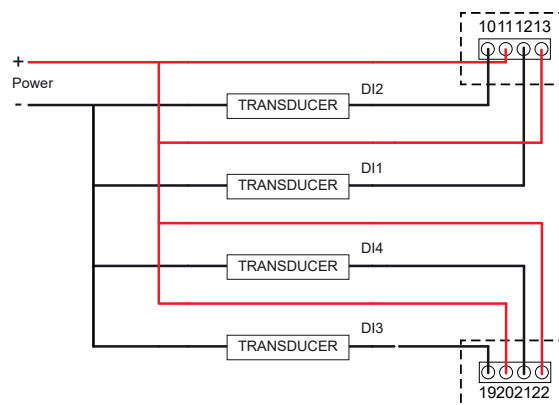 10111213
+
Power
-
DI2
TRANSDUCER
DI1
TRANSDUCER
DI4
TRANSDUCER
DI3
TRANSDUCER
19202122